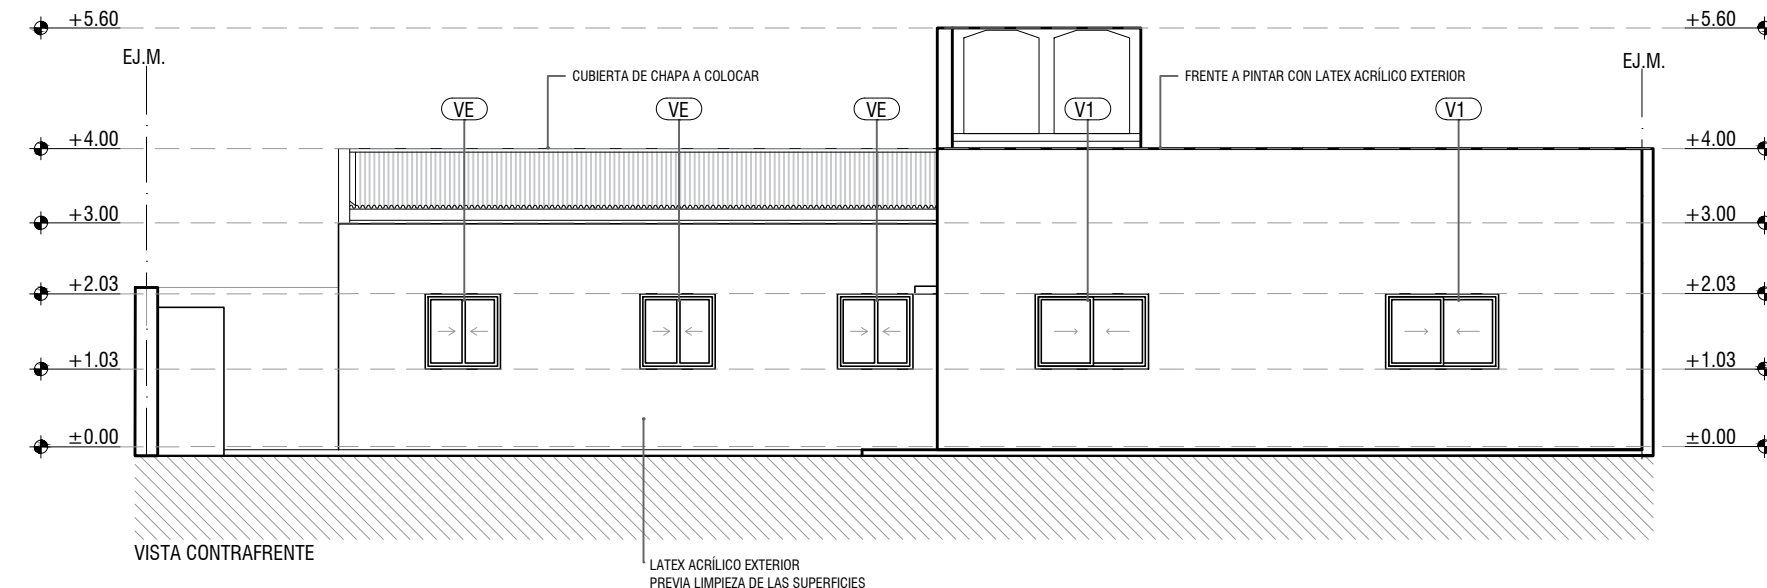 +5.60
+5.60
EJ.M.
EJ.M.
CUBIERTA DE CHAPA A COLOCAR
FRENTE A PINTAR CON LATEX ACRÍLICO EXTERIOR
VE
VE
VE
V1
V1
+4.00
+4.00
+3.00
+3.00
+2.03
+2.03
+1.03
+1.03
±0.00
±0.00
VISTA CONTRAFRENTE
LATEX ACRÍLICO EXTERIOR
PREVIA LIMPIEZA DE LAS SUPERFICIES